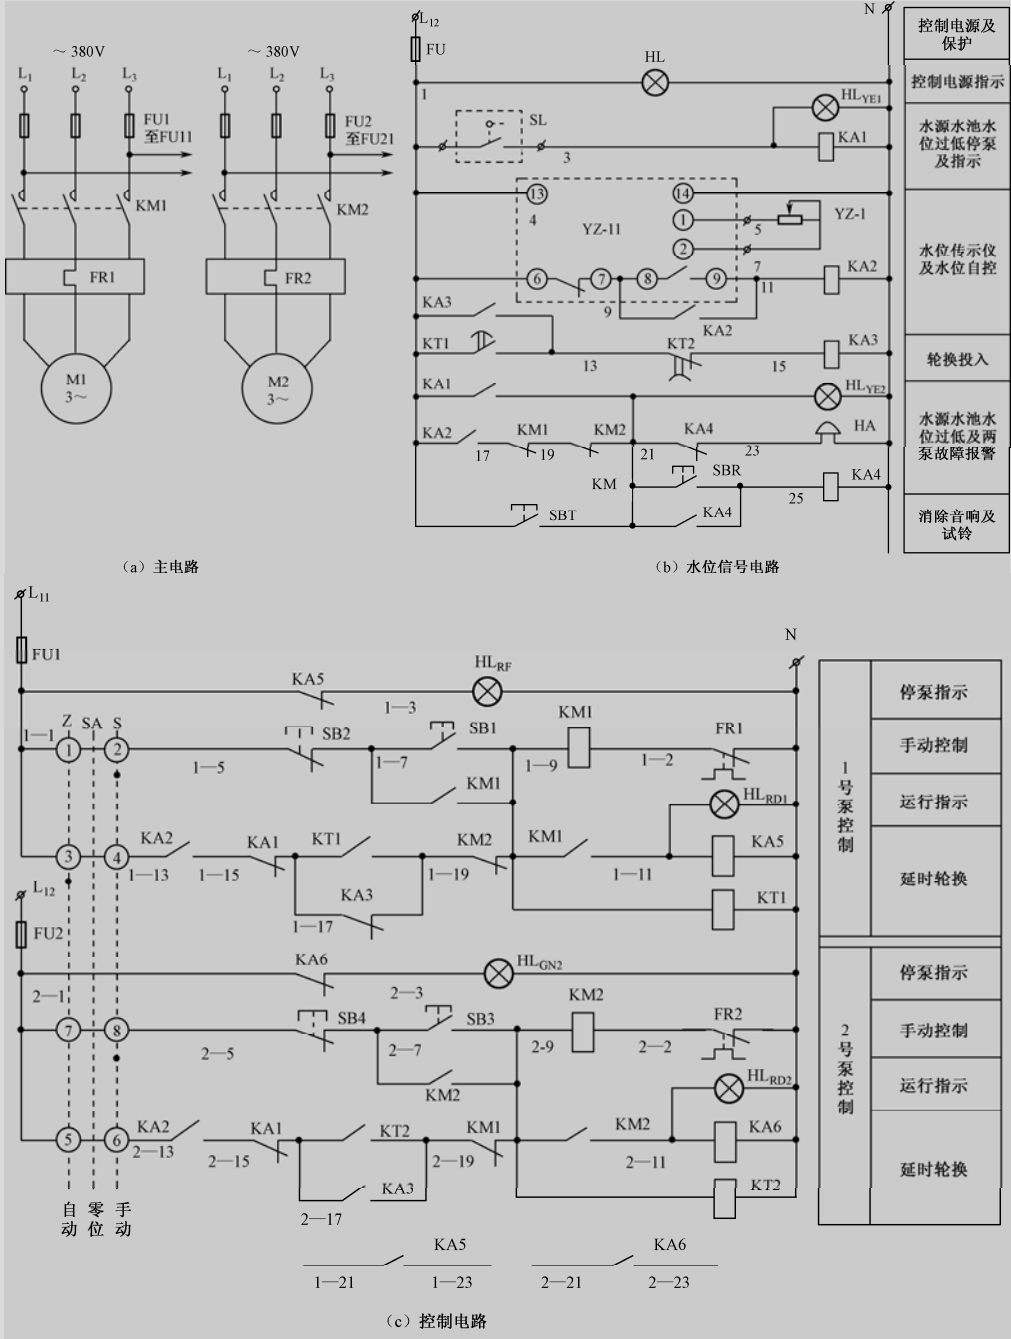 ～ 380V
～ 380V
L1
L2
L3
L1
L2
L3
FU1
至FU11
FU2
至FU21
KM1
KM2
FR1
FR2
M1
3～
M2
3～
（a）主电路
L12
N
FU
HL
1
HLYE1
SL
KA1
3
13
14
4
1
YZ-1
YZ-11
5
2
6
7
8
9
7
11
KA2
KA3
9
KA2
KT1
KT2
KA3
13
15
KA1
HLYE2
KA2
KM1
KM2
KA4
HA
17
19
21
23
KM
SBR
KA4
25
SBT
KA4
控制电源及
保护
控制电源指示
水源水池水
位过低停泵
及指示
水位传示仪
及水位自控
轮换投入
水源水池水
位过低及两
泵故障报警
消除音响及
试铃
（b）水位信号电路
L11
N
FU1
HLRF
KA5
1—3
1—1
Z
SA
S
1
2
SB2
SB1
KM1
FR1
1—5
1—7
1—9
1—2
KM1
HLRD1
3
4
KA2
KA1
KT1
KM2
KM1
KA5
1—13
1—15
1—19
1—11
KA3
1—17
KT1
L12
FU2
KA6
HLGN2
2—1
2—3
7
8
SB4
SB3
KM2
FR2
2—5
2—7
2-9
2—2
KM2
HLRD2
5
6
KA2
KA1
KT2
KM1
KM2
KA6
2—13
2—15
2—19
2—11
KA3
2—17
KT2
自动
零位
手动
1号泵控制
停泵指示
手动控制
运行指示
延时轮换
2号泵控制
停泵指示
手动控制
运行指示
延时轮换
KA5
KA6
1—21
1—23
2—21
2—23
（c）控制电路